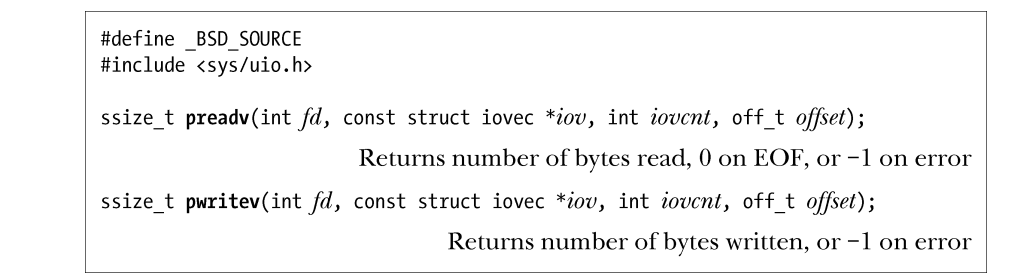 #define _BSD_SOURCE
#include <sys/uio.h>
ssize_t preadv(int fd, const struct iovec *iov, int iovcnt, off_t offset);
Returns number of bytes read, 0 on EOF, or −1 on error
ssize_t pwritev(int fd, const struct iovec *iov, int iovcnt, off_t offset);
Returns number of bytes written, or −1 on error